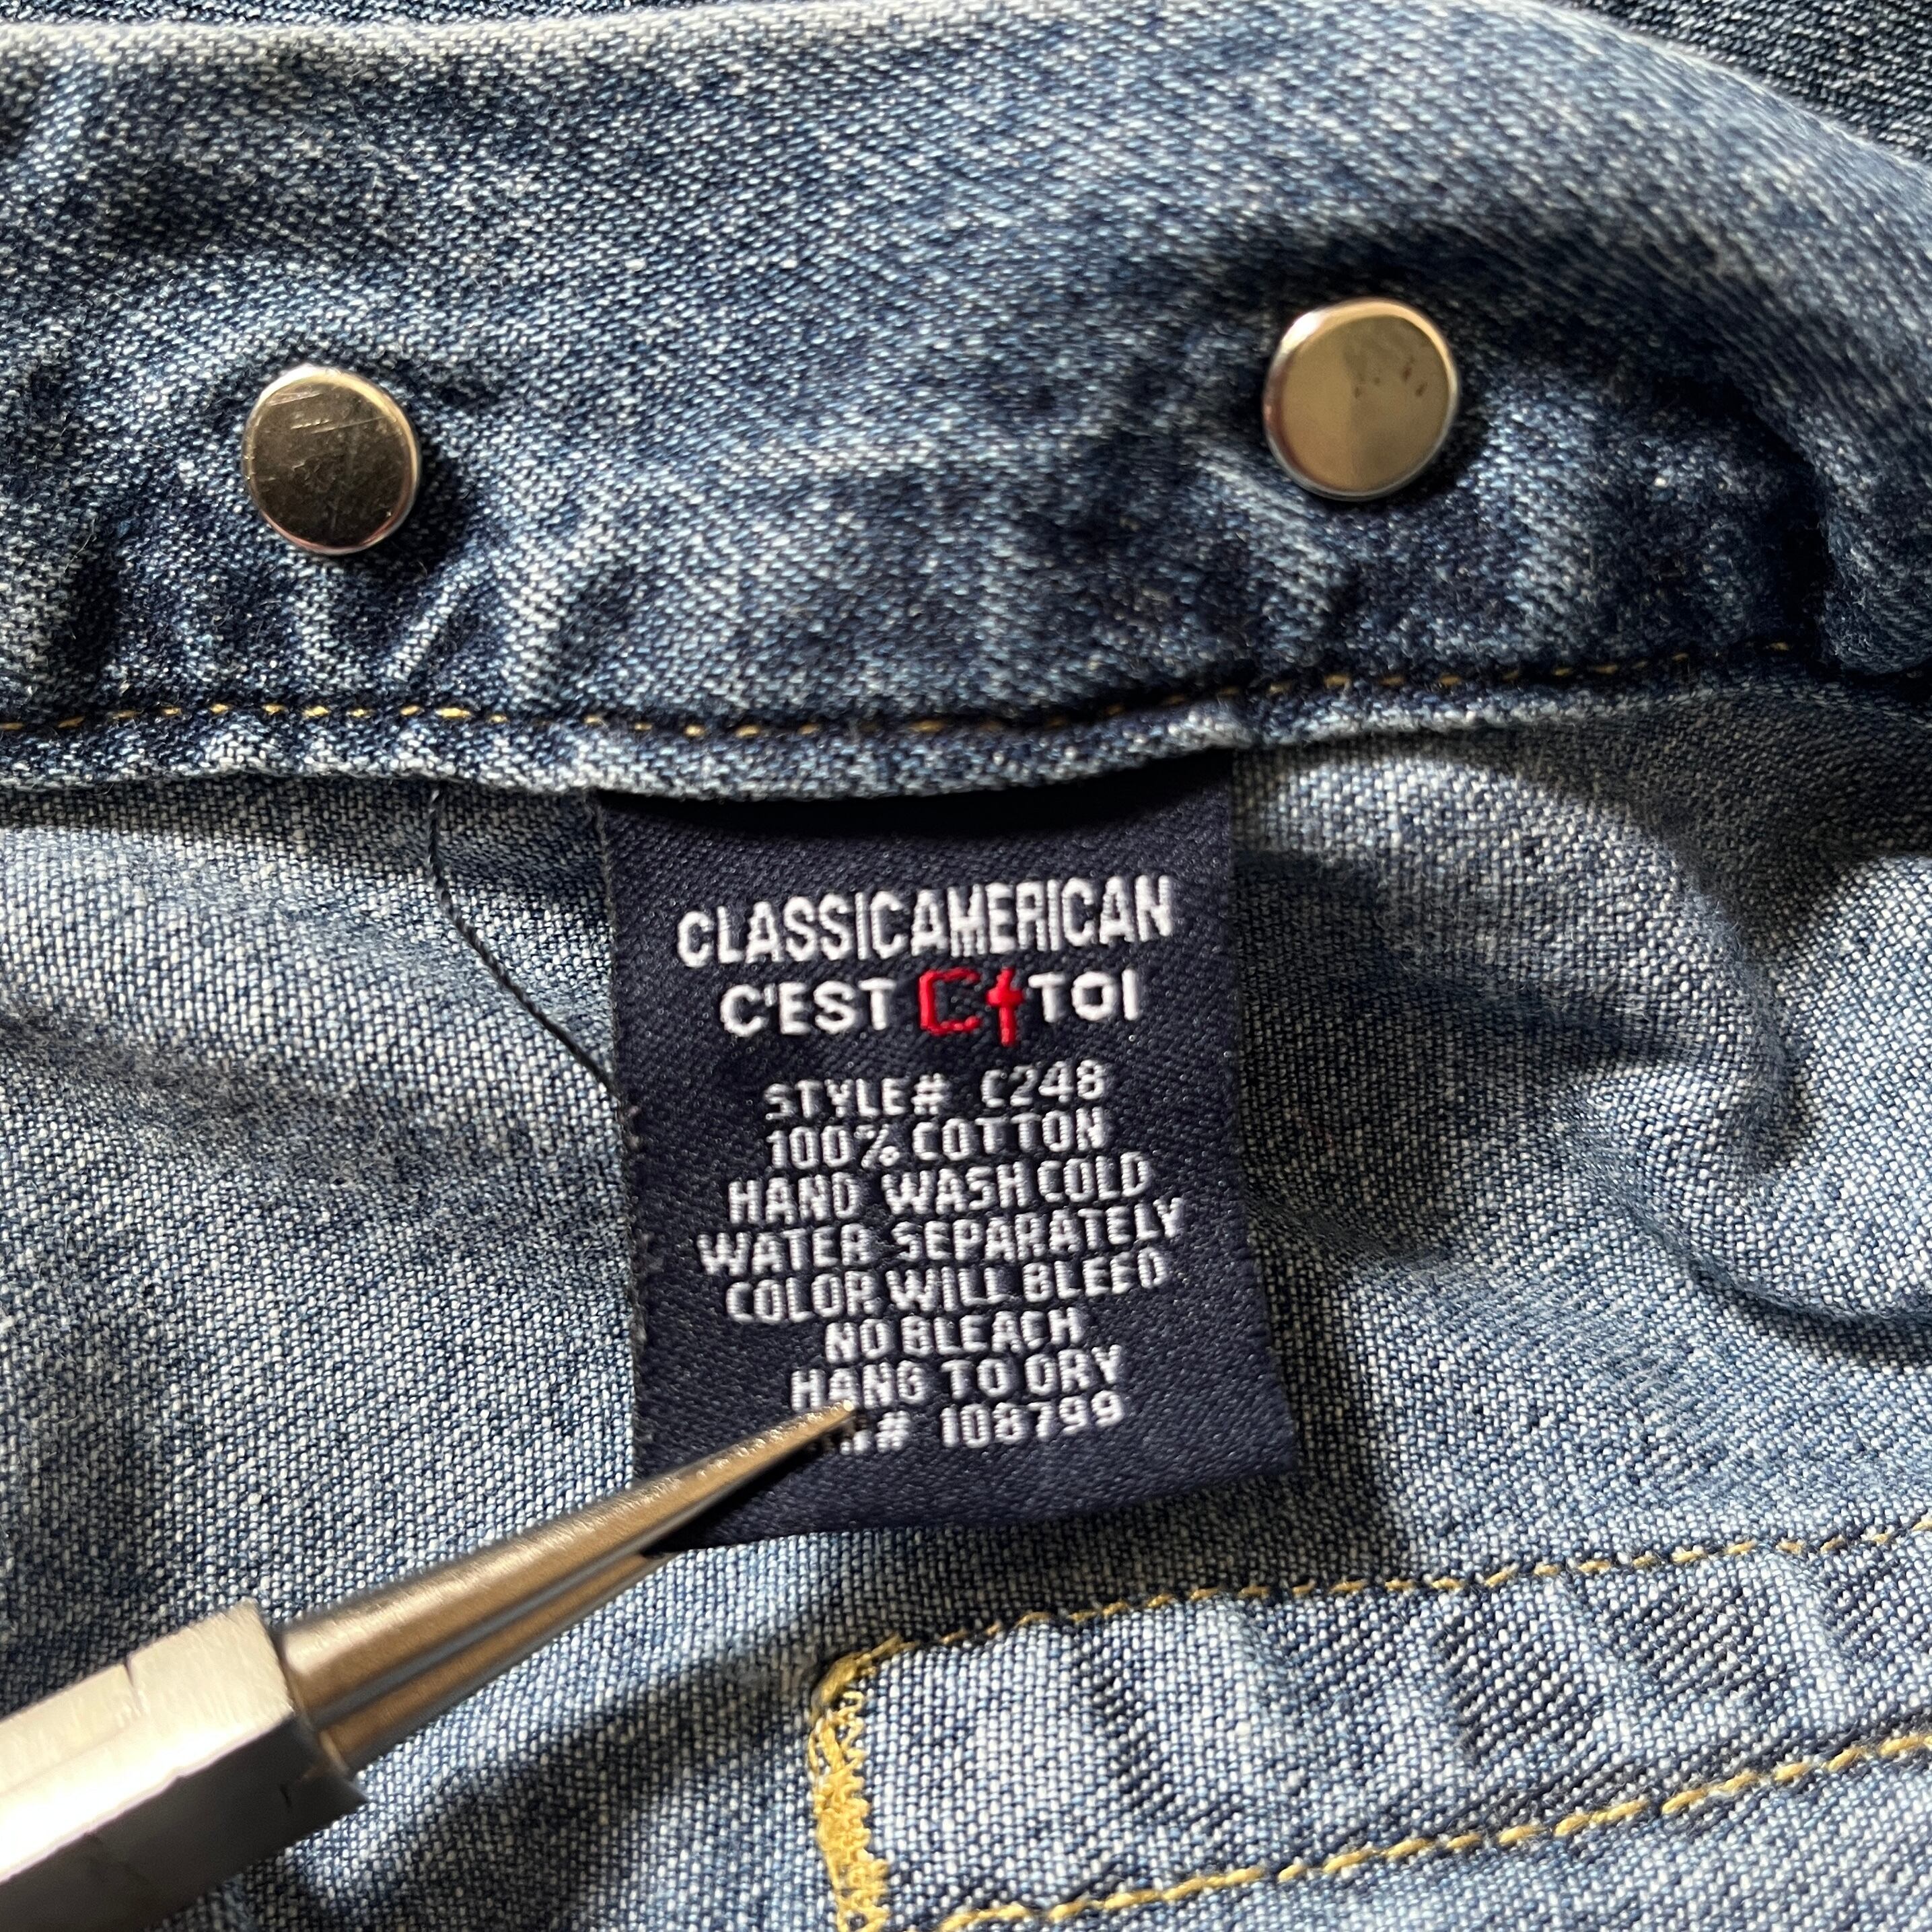 CLASSICAMERICAN
C'EST Ct TOI
STYLE# C248
100% COTTON
HAND WASH COLD
WATER SEPARATELY
COLOR WILL BLEED
NO BLEACH
HANG TO DRY
# 108799